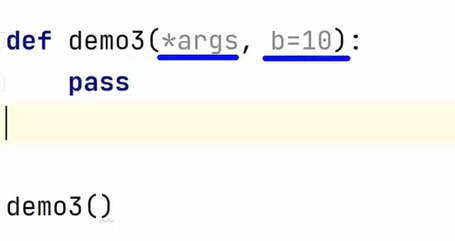 def demo3(*args, b=10):
    pass
demo3()